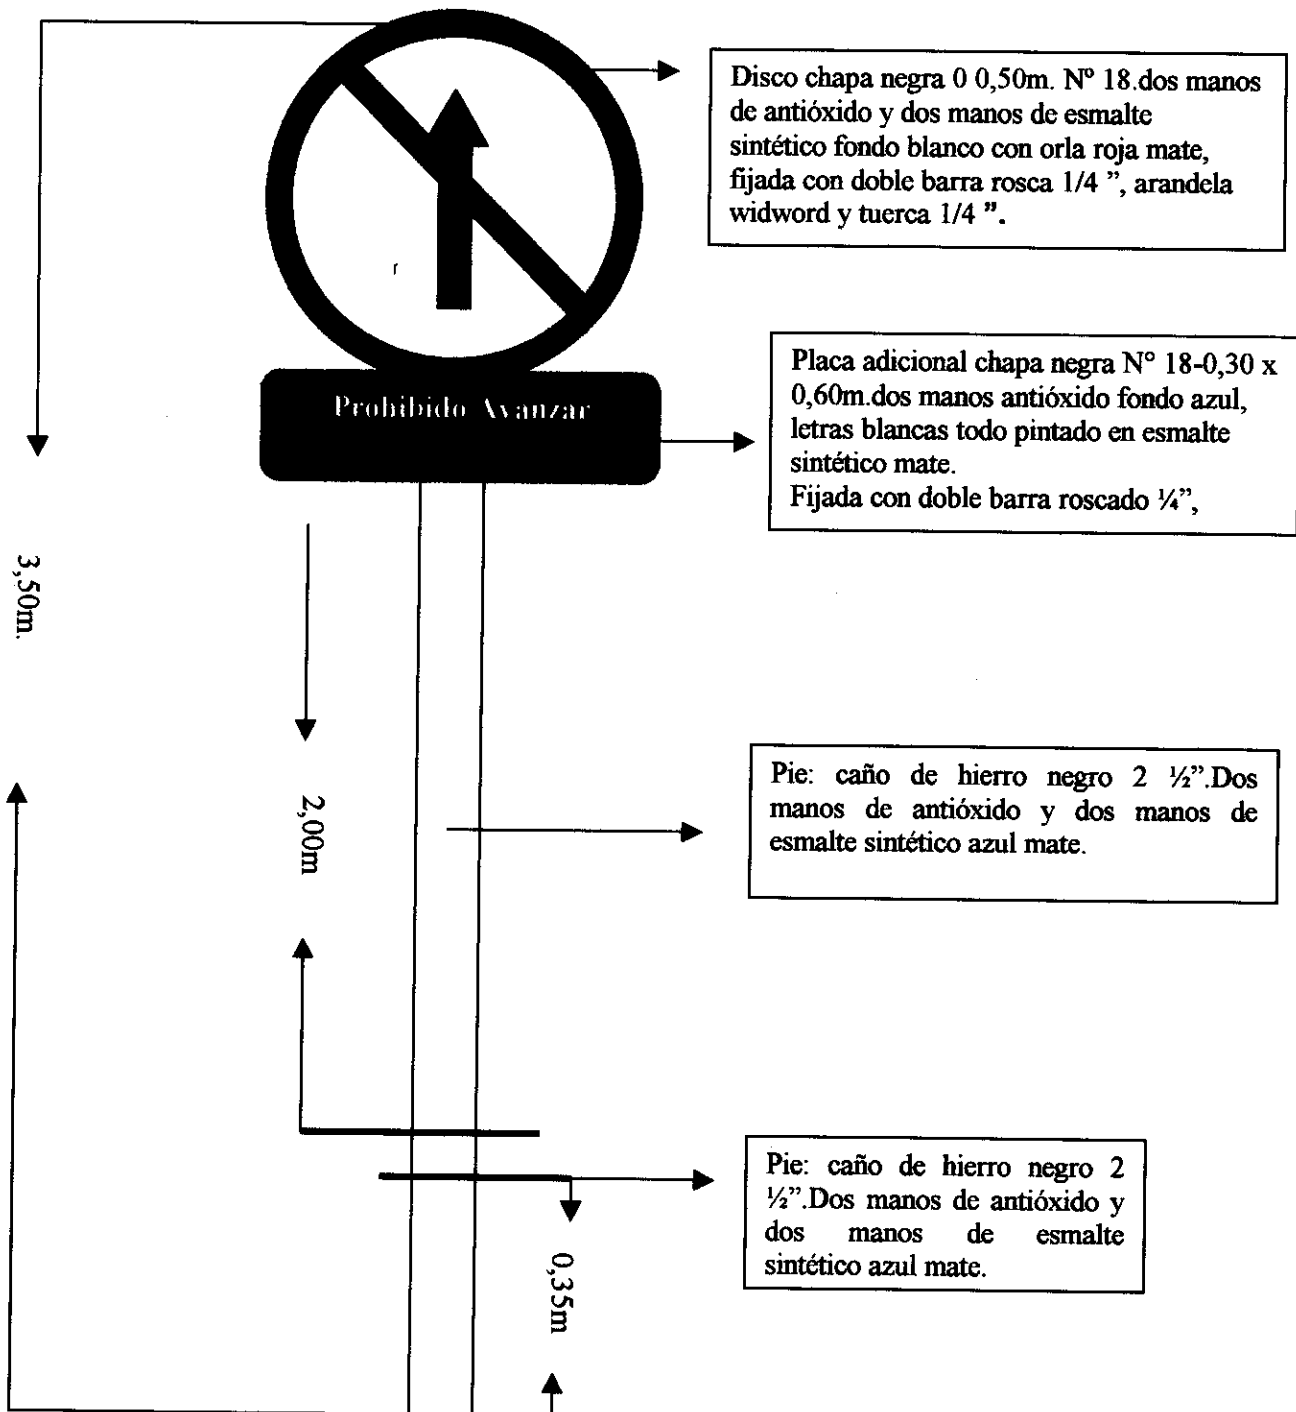 Disco chapa negra 0 0,50m. Nº 18.dos manos
de antióxido y dos manos de esmalte
sintético fondo blanco con orla roja mate,
fijada con doble barra rosca 1/4 ”, arandela
widword y tuerca 1/4 ”.
Prohibido Avanzar
Placa adicional chapa negra N° 18-0,30 x
0,60m.dos manos antióxido fondo azul,
letras blancas todo pintado en esmalte
sintético mate.
Fijada con doble barra roscado ¼”,
3,50m.
2,00m
Pie: caño de hierro negro 2 ½”.Dos
manos de antióxido y dos manos de
esmalte sintético azul mate.
Pie: caño de hierro negro 2
½”.Dos manos de antióxido y
dos manos de esmalte
sintético azul mate.
0,35m